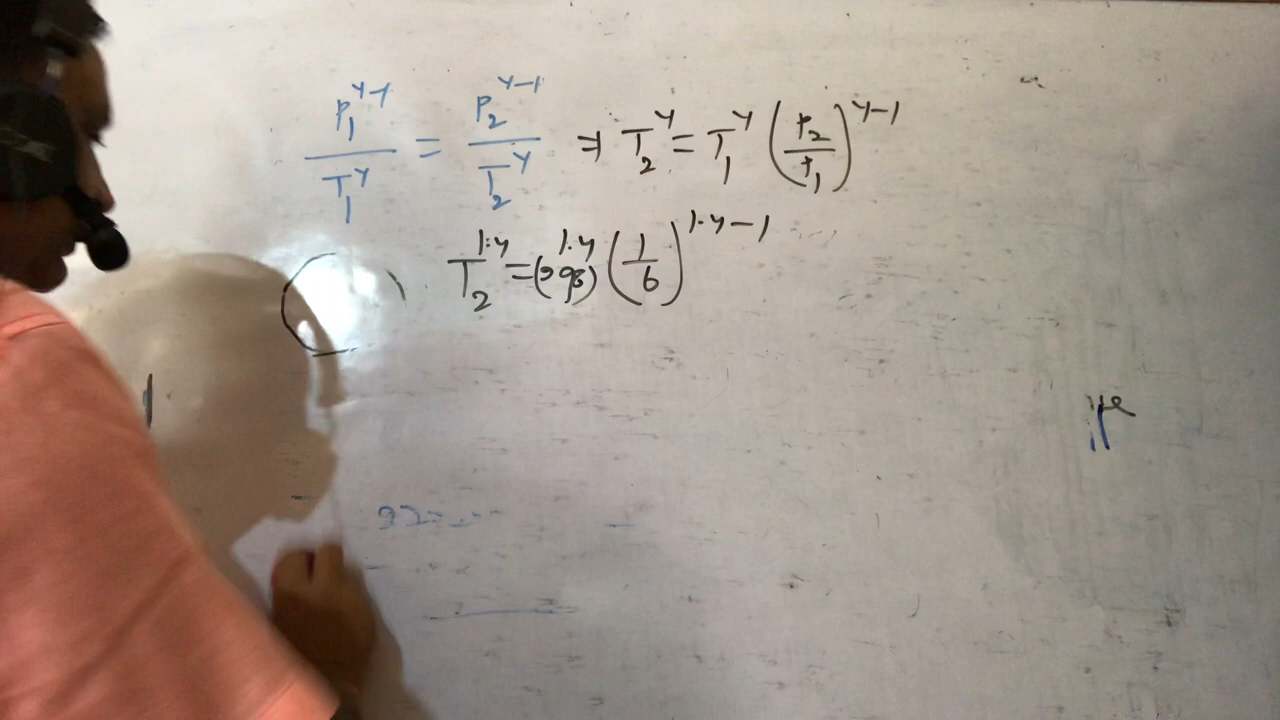 P₁^(γ-1) / T₁^γ = P₂^(γ-1) / T₂^γ ⇒ T₂^γ = T₁^γ (P₂/P₁)^(γ-1)
T₂^1.4 = (298)^1.4 (1/6)^(1.4-1)